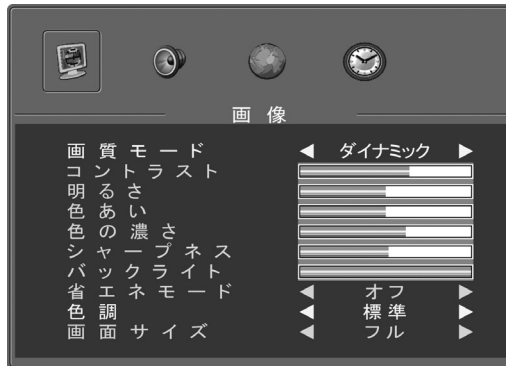 画像
画質モード ダイナミック
コントラスト
明るさ
色あい
色の濃さ
シャープネス
バックライト
省エネモード オフ
色調 標準
画面サイズ フル